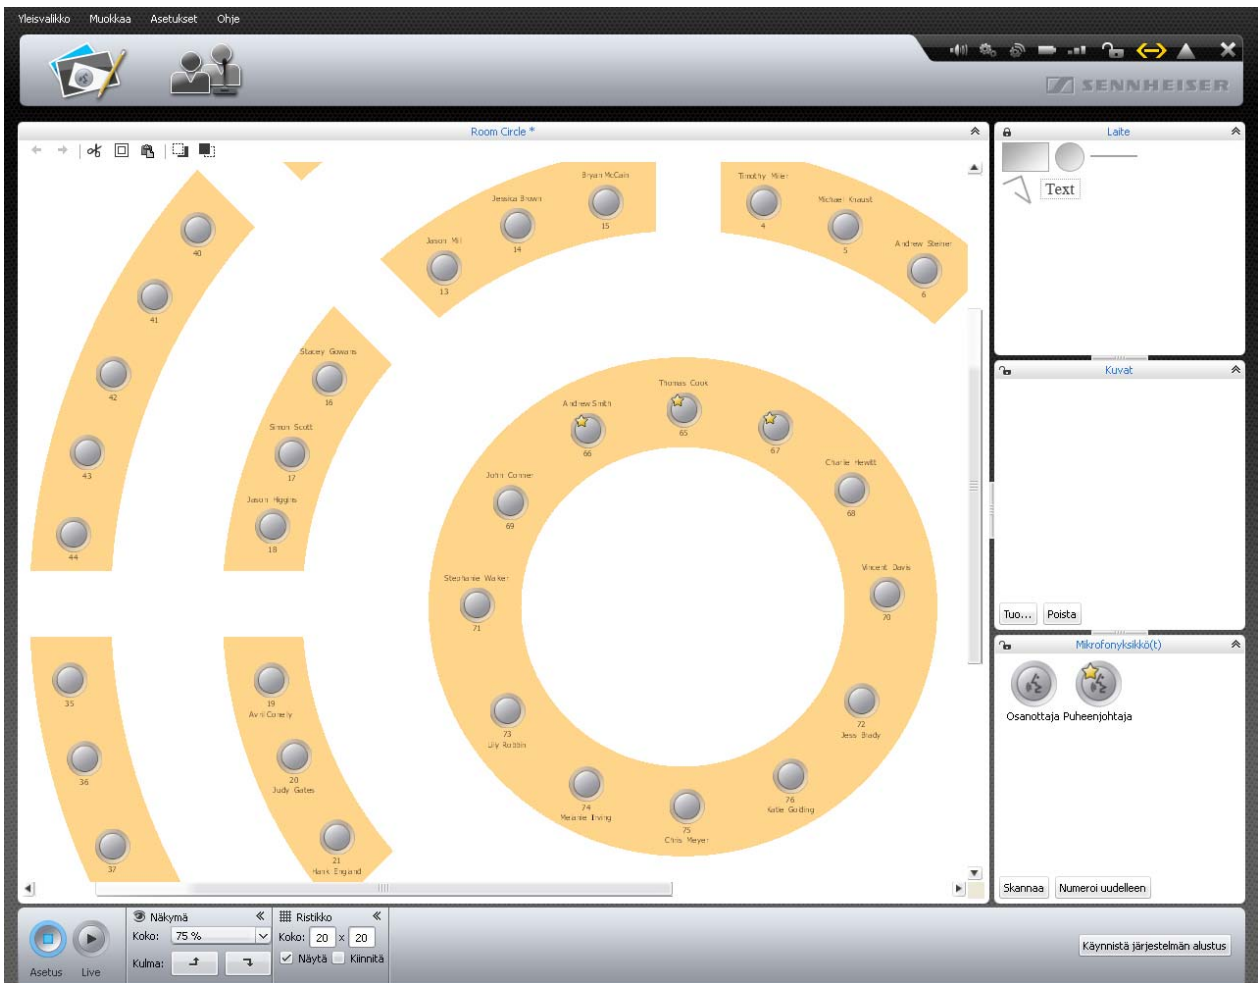 Yleisvalikko Muokkaa Asetukset Ohje
SENNHEISER
Room Circle *
Laite
Text
Bryan McCain
15
Jessica Brown
14
Jason Mill
13
Timothy Miler
4
Michael Knaust
5
Andrew Steiner
6
40
41
42
43
44
Stacey Gowans
16
Simon Scott
17
Jason Higgins
18
Thomas Cook
65
Andrew Smith
66
67
Charlie Hewitt
68
John Conner
69
Vincent Davis
70
Stephanie Walker
71
72
Jess Brady
73
Lily Robbin
74
Melanie Irving
75
Chris Meyer
76
Katie Golding
35
36
37
19
Avril Conelly
20
Judy Gates
21
Hank England
Kuvat
Tuo... Poista
Mikrofonyksikkö(t)
Osanottaja Puheenjohtaja
Skannaa Numeroi uudelleen
Asetus Live
Näkymä
Koko: 75 %
Kulma:
Ristikko
Koko: 20 x 20
Näytä Kiinnitä
Käynnistä järjestelmän alustus